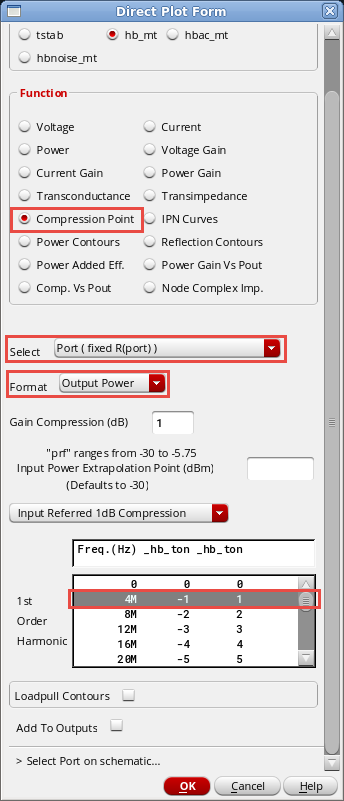 Direct Plot Form
tstab hb_mt hbac_mt
hbnoise_mt
Function
Voltage Current
Power Voltage Gain
Current Gain Power Gain
Transconductance Transimpedance
Compression Point IPN Curves
Power Contours Reflection Contours
Power Added Eff. Power Gain Vs Pout
Comp. Vs Pout Node Complex Imp.
Select Port ( fixed R(port) )
Format Output Power
Gain Compression (dB) 1
"prf" ranges from -30 to -5.75
Input Power Extrapolation Point (dBm)
(Defaults to -30)
Input Referred 1dB Compression
Freq.(Hz) _hb_ton _hb_ton
0 0 0
1st 4M -1 1
8M -2 2
Order 12M -3 3
Harmonic 16M -4 4
20M -5 5
Loadpull Contours
Add To Outputs
> Select Port on schematic...
OK Cancel Help